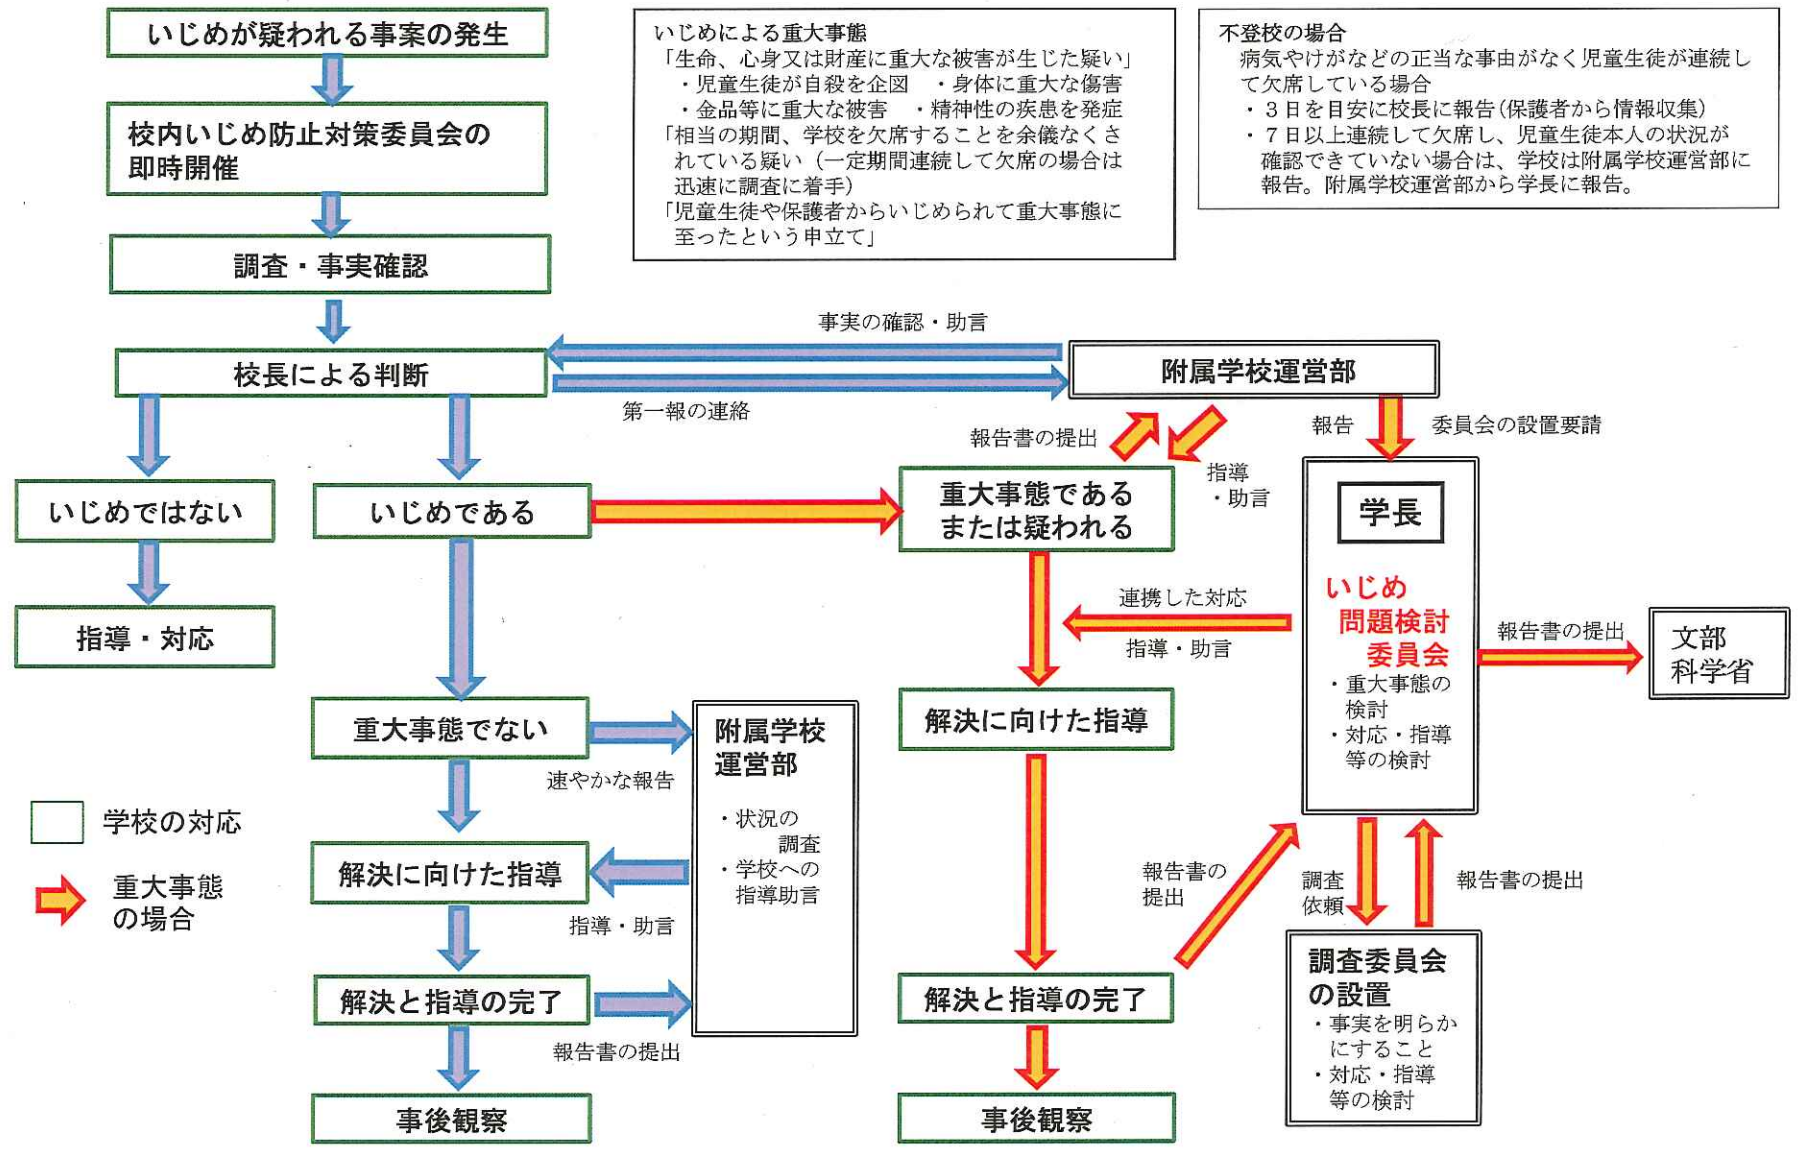 いじめが疑われる事案の発生
校内いじめ防止対策委員会の
即時開催
調査・事実確認
校長による判断
いじめによる重大事態
「生命、心身又は財産に重大な被害が生じた疑い」
・児童生徒が自殺を企図　・身体に重大な傷害
・金品等に重大な被害　・精神性の疾患を発症
「相当の期間、学校を欠席することを余儀なくさ
れている疑い（一定期間連続して欠席の場合は
迅速に調査に着手）
「児童生徒や保護者からいじめられて重大事態に
至ったという申立て」
不登校の場合
病気やけがなどの正当な事由がなく児童生徒が連続し
て欠席している場合
・３日を目安に校長に報告（保護者から情報収集）
・７日以上連続して欠席し、児童生徒本人の状況が
確認できていない場合は、学校は附属学校運営部に
報告。附属学校運営部から学長に報告。
事実の確認・助言
第一報の連絡
附属学校運営部
報告書の提出
指導
・助言
報告
委員会の設置要請
いじめではない
指導・対応
いじめである
重大事態である
または疑われる
学長
いじめ
問題検討
委員会
・重大事態の
検討
・対応・指導
等の検討
連携した対応
指導・助言
報告書の提出
文部
科学省
重大事態でない
速やかな報告
附属学校
運営部
・状況の
調査
・学校への
指導助言
解決に向けた指導
指導・助言
解決と指導の完了
報告書の提出
事後観察
解決に向けた指導
解決と指導の完了
事後観察
報告書の
提出
調査
依頼
報告書の提出
調査委員会
の設置
・事実を明らか
にすること
・対応・指導
等の検討
学校の対応
重大事態
の場合